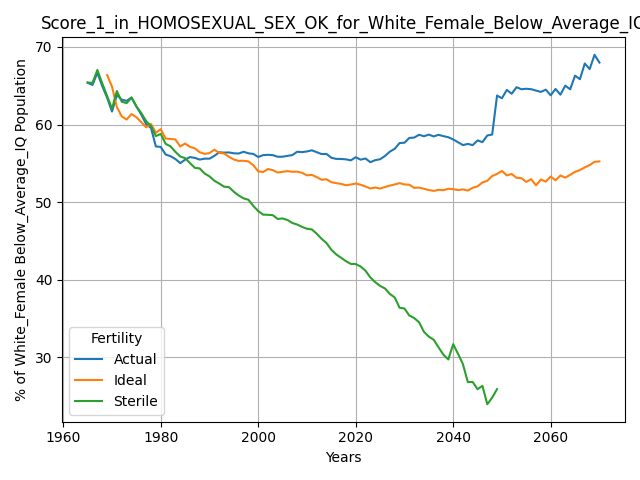 Score_1_in_HOMOSEXUAL_SEX_OK_for_White_Female_Below_Average_IQ
% of White_Female Below_Average_IQ Population
70
60
50
40
30
Fertility
Actual
Ideal
Sterile
1960 1980 2000 2020 2040 2060
Years